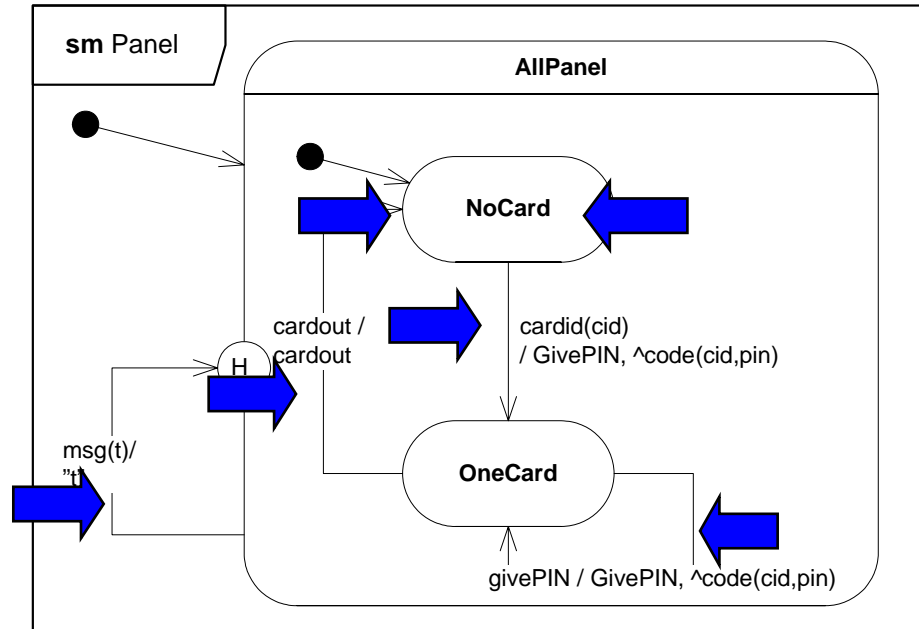 sm Panel
AllPanel
NoCard
cardout /
cardout
cardid(cid)
/ GivePIN, ^code(cid,pin)
H
msg(t)/
”t”
OneCard
givePIN / GivePIN, ^code(cid,pin)